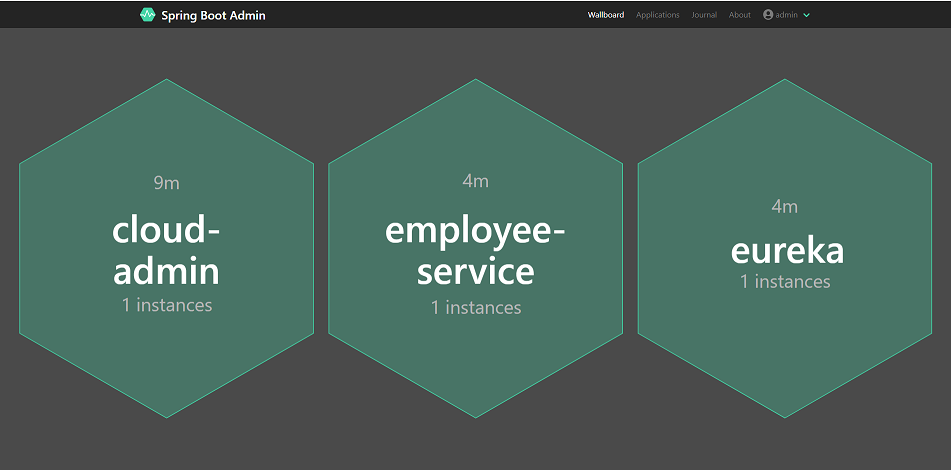 Spring Boot Admin
Wallboard Applications Journal About admin
9m
cloud-
admin
1 instances
4m
employee-
service
1 instances
4m
eureka
1 instances